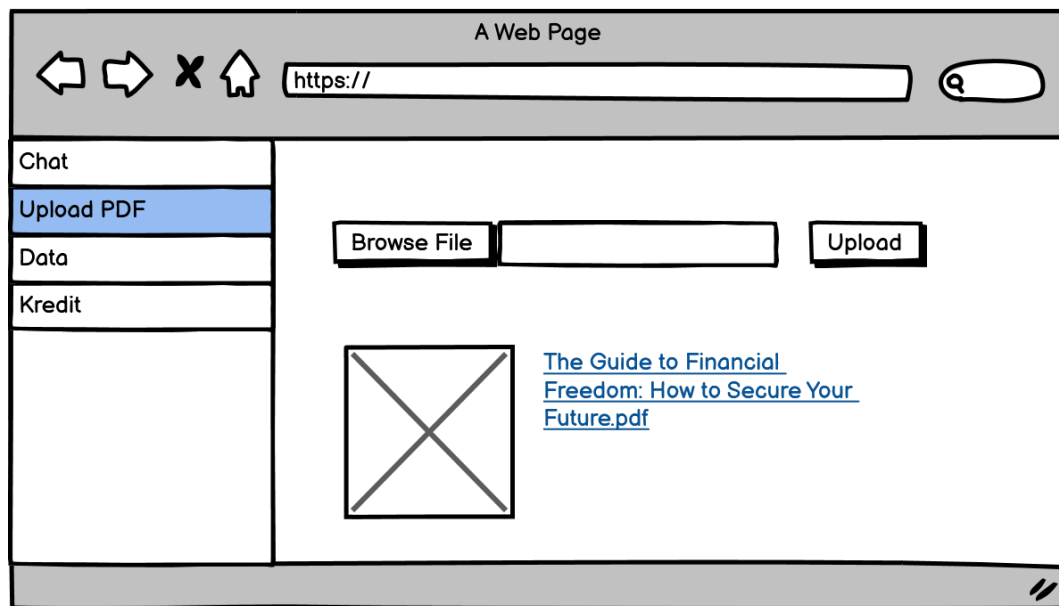 A Web Page
https://
Chat
Upload PDF
Data
Kredit
Browse File
Upload
The Guide to Financial
Freedom: How to Secure Your
Future.pdf